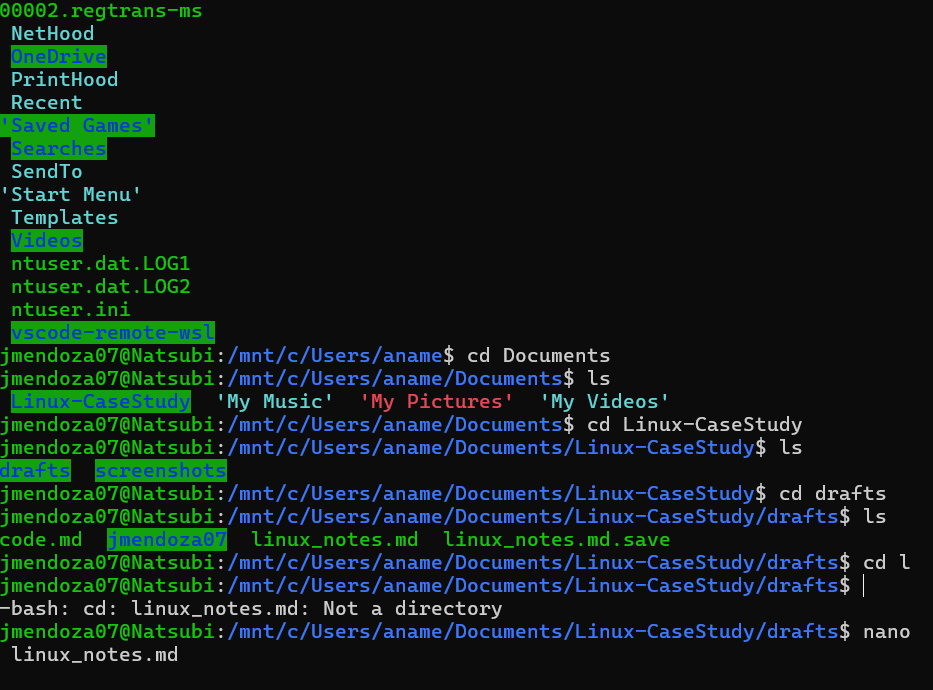 00002.regtrans-ms
NetHood
OneDrive
PrintHood
Recent
'Saved Games'
Searches
SendTo
'Start Menu'
Templates
Videos
ntuser.dat.LOG1
ntuser.dat.LOG2
ntuser.ini
vscode-remote-wsl
jmendoza07@Natsubi:/mnt/c/Users/aname$ cd Documents
jmendoza07@Natsubi:/mnt/c/Users/aname/Documents$ ls
Linux-CaseStudy  'My Music'  'My Pictures'  'My Videos'
jmendoza07@Natsubi:/mnt/c/Users/aname/Documents$ cd Linux-CaseStudy
jmendoza07@Natsubi:/mnt/c/Users/aname/Documents/Linux-CaseStudy$ ls
drafts  screenshots
jmendoza07@Natsubi:/mnt/c/Users/aname/Documents/Linux-CaseStudy$ cd drafts
jmendoza07@Natsubi:/mnt/c/Users/aname/Documents/Linux-CaseStudy/drafts$ ls
code.md  jmendoza07  linux_notes.md  linux_notes.md.save
jmendoza07@Natsubi:/mnt/c/Users/aname/Documents/Linux-CaseStudy/drafts$ cd l
jmendoza07@Natsubi:/mnt/c/Users/aname/Documents/Linux-CaseStudy/drafts$
-bash: cd: linux_notes.md: Not a directory
jmendoza07@Natsubi:/mnt/c/Users/aname/Documents/Linux-CaseStudy/drafts$ nano
linux_notes.md